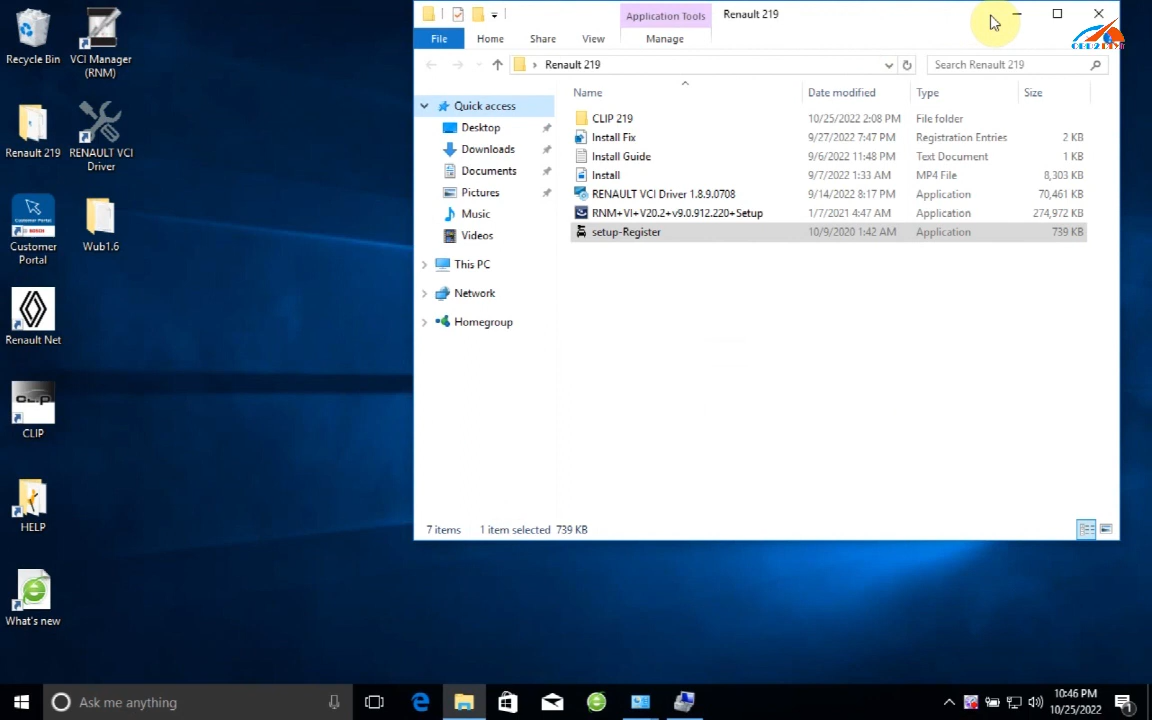 Recycle Bin
VCI Manager
(RNM)
Renault 219
RENAULT VCI
Driver
Customer
Portal
Wub1.6
Renault Net
CLIP
CLIP
HELP
What's new
Application Tools
Renault 219
File
Home
Share
View
Manage
Renault 219
Search Renault 219
Quick access
Desktop
Downloads
Documents
Pictures
Music
Videos
This PC
Network
Homegroup
Name Date modified Type Size
CLIP 219 10/25/2022 2:08 PM File folder
Install Fix 9/27/2022 7:47 PM Registration Entries 2 KB
Install Guide 9/6/2022 11:48 PM Text Document 1 KB
Install 9/7/2022 1:33 AM MP4 File 8,303 KB
RENAULT VCI Driver 1.8.9.0708 9/14/2022 8:17 PM Application 70,461 KB
RNM+VI+V20.2+v9.0.912.220+Setup 1/7/2021 4:47 AM Application 274,972 KB
setup-Register 10/9/2020 1:42 AM Application 739 KB
7 items 1 item selected 739 KB
Ask me anything
10:46 PM
10/25/2022
1